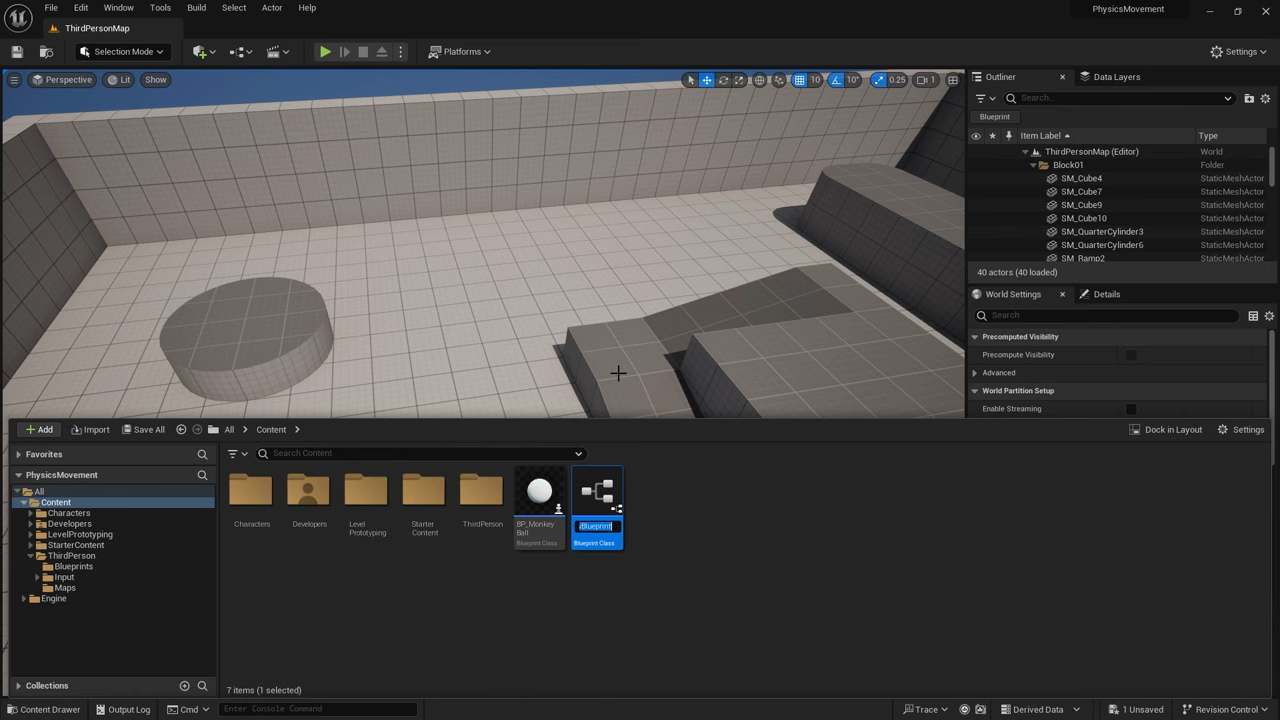 File Edit Window Tools Build Select Actor Help
PhysicsMovement
ThirdPersonMap
Selection Mode
Platforms
Settings
Perspective Lit Show
10 10° 0.25 1
Outliner
Data Layers
Search...
Blueprint
Item Label Type
ThirdPersonMap (Editor) World
Block01 Folder
SM_Cube4 StaticMeshActor
SM_Cube7 StaticMeshActor
SM_Cube9 StaticMeshActor
SM_Cube10 StaticMeshActor
SM_QuarterCylinder3 StaticMeshActor
SM_QuarterCylinder6 StaticMeshActor
SM_Ramp2 StaticMeshActor
40 actors (40 loaded)
World Settings
Details
Search
Precomputed Visibility
Precompute Visibility
Advanced
World Partition Setup
Enable Streaming
Add Import Save All All Content
Dock in Layout Settings
Favorites
Search Content
PhysicsMovement
All
Content
Characters
Developers
LevelPrototyping
StarterContent
ThirdPerson
Blueprints
Input
Maps
Engine
Collections
Characters
Developers
Level
Prototyping
Starter
Content
ThirdPerson
BP_Monkey
Ball
Blueprint Class
Blueprint
Blueprint Class
7 items (1 selected)
Content Drawer Output Log Cmd Enter Console Command
Trace Derived Data 1 Unsaved Revision Control